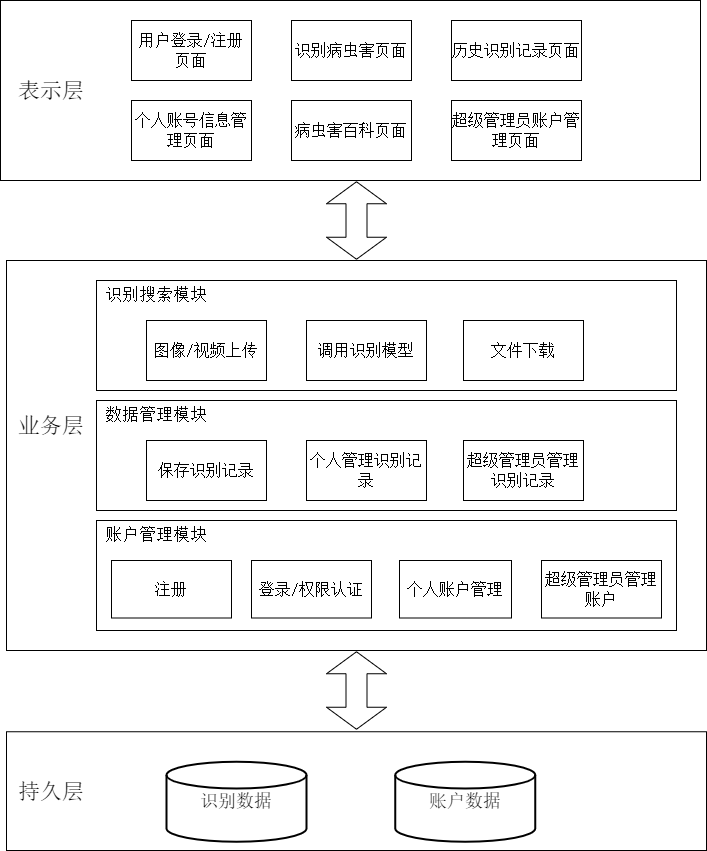 表示层
用户登录/注册
页面
识别病虫害页面
历史识别记录页面
个人账号信息管
理页面
病虫害百科页面
超级管理员账户管
理页面
业务层
识别搜索模块
图像/视频上传
调用识别模型
文件下载
数据管理模块
保存识别记录
个人管理识别记
录
超级管理员管理
识别记录
账户管理模块
注册
登录/权限认证
个人账户管理
超级管理员管理
账户
持久层
识别数据
账户数据